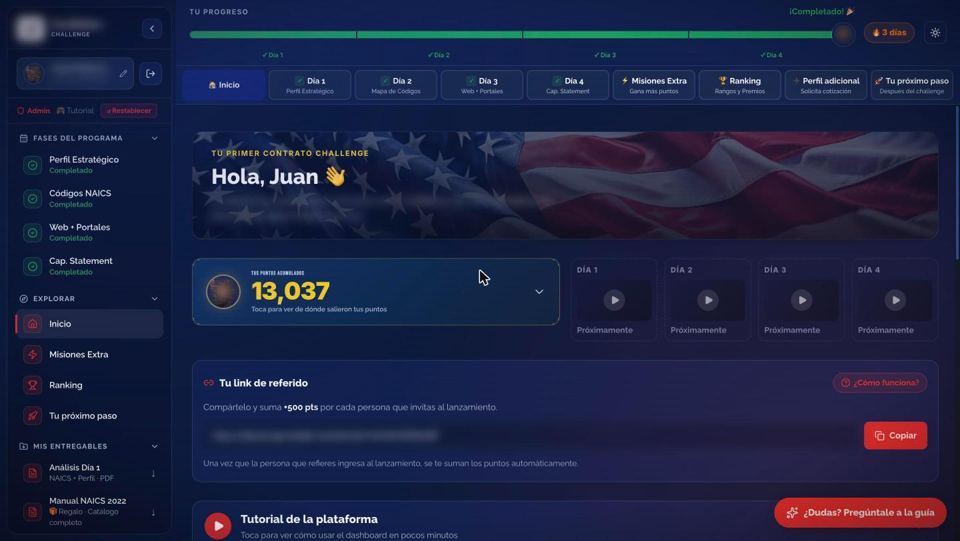 CHALLENGE
Admin
Tutorial
Restablecer
FASES DEL PROGRAMA
Perfil Estratégico
Completado
Códigos NAICS
Completado
Web + Portales
Completado
Cap. Statement
Completado
EXPLORAR
Inicio
Misiones Extra
Ranking
Tu próximo paso
MIS ENTREGABLES
Análisis Día 1
NAICS + Perfil · PDF
Manual NAICS 2022
Regalo · Catálogo
completo
TU PROGRESO
¡Completado!
✓ Día 1
✓ Día 2
✓ Día 3
✓ Día 4
3 días
Inicio
Día 1
Perfil Estratégico
Día 2
Mapa de Códigos
Día 3
Web + Portales
Día 4
Cap. Statement
Misiones Extra
Gana más puntos
Ranking
Rangos y Premios
Perfil adicional
Solicita cotización
Tu próximo paso
Después del challenge
TU PRIMER CONTRATO CHALLENGE
Hola, Juan 👋
TUS PUNTOS ACUMULADOS
13,037
Toca para ver de dónde salieron tus puntos
DÍA 1
Próximamente
DÍA 2
Próximamente
DÍA 3
Próximamente
DÍA 4
Próximamente
Tu link de referido
¿Cómo funciona?
Compártelo y suma +500 pts por cada persona que invitas al lanzamiento.
Copiar
Una vez que la persona que refieres ingresa al lanzamiento, se te suman los puntos automáticamente.
Tutorial de la plataforma
Toca para ver cómo usar el dashboard en pocos minutos
¿Dudas? Pregúntale a la guía